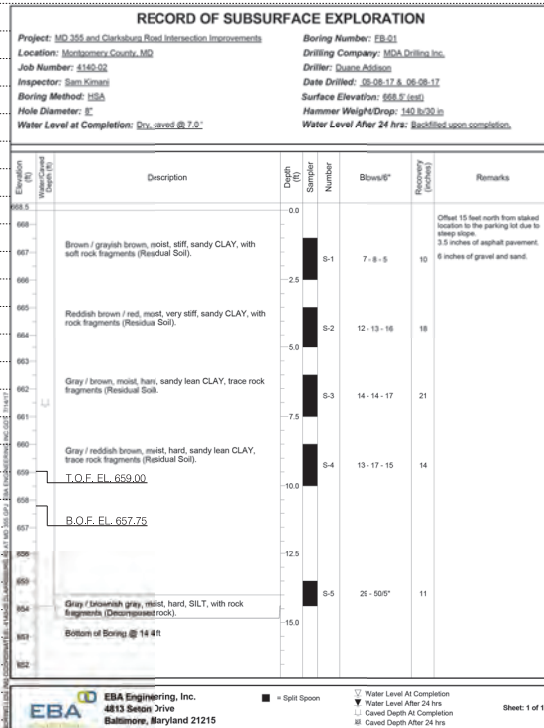 RECORD OF SUBSURFACE EXPLORATION
Project: MD 355 and Clarksburg Road Intersection Improvements
Location: Montgomery County, MD
Job Number: 4140-02
Inspector: Sam Kimani
Boring Method: HSA
Hole Diameter: 8"
Water Level at Completion: Dry, caved @ 7.0'
Boring Number: FB-01
Drilling Company: MDA Drilling Inc.
Driller: Duane Addison
Date Drilled: 05-08-17 & 06-08-17
Surface Elevation: 668.5' (est)
Hammer Weight/Drop: 140 lb/30 in
Water Level After 24 hrs: Backfilled upon completion.
Elevation (ft)
Water/Caved Depth (ft)
Description
Depth (ft)
Sampler
Number
Blows/6"
Recovery (inches)
Remarks
668.5
0.0
668
Offset 15 feet north from staked
location to the parking lot due to
steep slope.
3.5 inches of asphalt pavement.
6 inches of gravel and sand.
667
Brown / grayish brown, moist, stiff, sandy CLAY, with
soft rock fragments (Residual Soil).
S-1
7 - 8 - 5
10
666
2.5
665
Reddish brown / red, moist, very stiff, sandy CLAY, with
rock fragments (Residua Soil).
S-2
12 - 13 - 16
18
664
5.0
663
Gray / brown, moist, hard, sandy lean CLAY, trace rock
fragments (Residual Soil.
S-3
14 - 14 - 17
21
662
661
7.5
660
Gray / reddish brown, moist, hard, sandy lean CLAY,
trace rock fragments (Residual Soil).
S-4
13 - 17 - 15
14
659
T.O.F. EL. 659.00
10.0
658
B.O.F. EL. 657.75
657
656
12.5
655
S-5
26 - 50/5"
11
654
Gray / brownish gray, moist, hard, SILT, with rock
fragments (Decomposed rock).
15.0
653
Bottom of Boring @ 14.4ft
652
EBA
EBA Engineering, Inc.
4813 Seton Drive
Baltimore, Maryland 21215
= Split Spoon
Water Level At Completion
Water Level After 24 hrs
Caved Depth At Completion
Caved Depth After 24 hrs
Sheet: 1 of 1